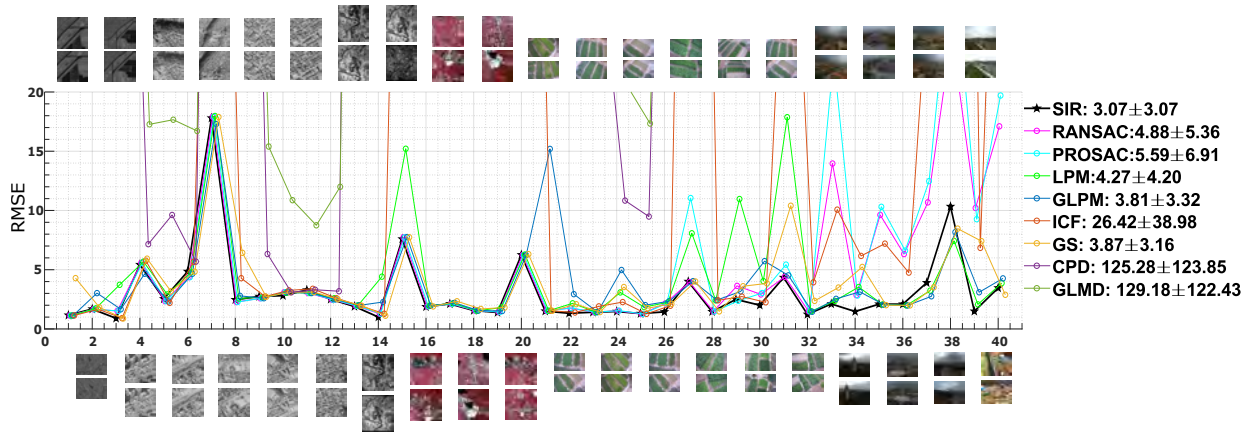 20
15
10
5
0
RMSE
0 2 4 6 8 10 12 14 16 18 20 22 24 26 28 30 32 34 36 38 40
SIR: 3.07±3.07
RANSAC:4.88±5.36
PROSAC:5.59±6.91
LPM:4.27±4.20
GLPM: 3.81±3.32
ICF: 26.42±38.98
GS: 3.87±3.16
CPD: 125.28±123.85
GLMD: 129.18±122.43